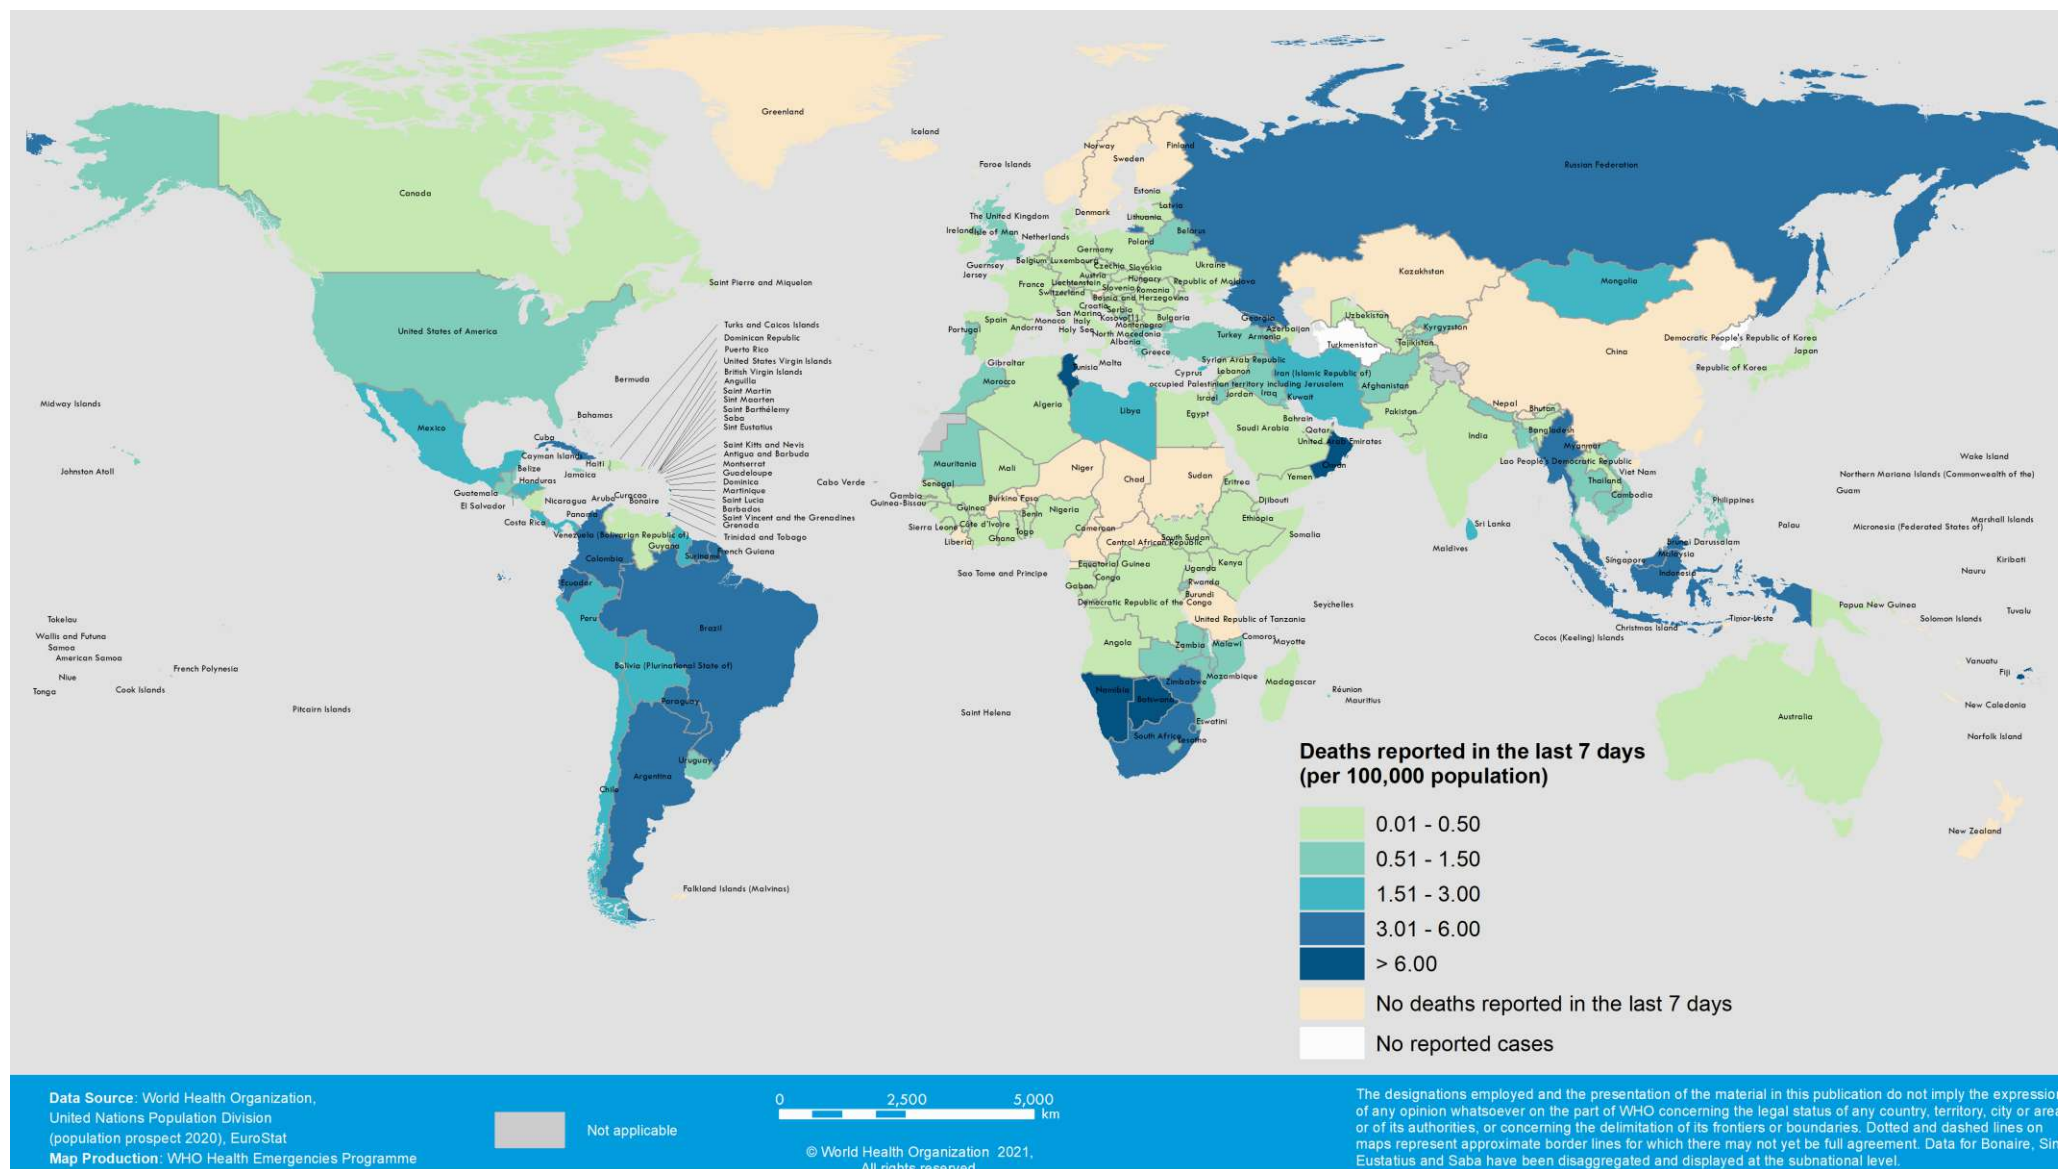 Greenland
Iceland
Norway
Finland
Sweden
Russian Federation
Faroe Islands
Canada
Estonia
Latvia
The United Kingdom
Denmark
Lithuania
Ireland
Isle of Man
Netherlands
Belarus
Poland
Germany
Guernsey
Jersey
Belgium
Luxembourg
Czechia
Slovakia
Ukraine
Kazakhstan
Austria
Mongolia
Saint Pierre and Miquelon
France
Liechtenstein
Hungary
Republic of Moldova
Switzerland
Slovenia
Romania
Bosnia and Herzegovina
Croatia
Serbia
San Marino
Spain
Monaco
Italy
Kosovo[1]
Bulgaria
Georgia
Uzbekistan
Turks and Caicos Islands
United States of America
Portugal
Andorra
Holy See
Montenegro
North Macedonia
Turkey
Armenia
Azerbaijan
Kyrgyzstan
Dominican Republic
Albania
Tajikistan
Turkmenistan
Democratic People's Republic of Korea
Puerto Rico
Greece
China
Japan
United States Virgin Islands
Gibraltar
Tunisia
Malta
Syrian Arab Republic
Republic of Korea
British Virgin Islands
Cyprus
Lebanon
Iran (Islamic Republic of)
Bermuda
Anguilla
Morocco
occupied Palestinian territory including Jerusalem
Afghanistan
Saint Martin
Israel
Jordan
Iraq
Kuwait
Sint Maarten
Midway Islands
Algeria
Libya
Egypt
Pakistan
Nepal
Bhutan
Saint Barthélemy
Bahamas
Saba
Bahrain
Mexico
Sint Eustatius
Saudi Arabia
Qatar
Bangladesh
Cuba
India
United Arab Emirates
Saint Kitts and Nevis
Myanmar
Cayman Islands
Antigua and Barbuda
Haiti
Montserrat
Mauritania
Mali
Niger
Chad
Sudan
Oman
Lao People's Democratic Republic
Wake Island
Johnston Atoll
Belize
Jamaica
Guadeloupe
Viet Nam
Northern Mariana Islands (Commonwealth of the)
Honduras
Dominica
Cabo Verde
Senegal
Eritrea
Yemen
Thailand
Guatemala
Nicaragua
Aruba
Curacao
Bonaire
Martinique
Gambia
Guinea-Bissau
Burkina Faso
Djibouti
Cambodia
Philippines
Guam
El Salvador
Saint Lucia
Guinea
Benin
Nigeria
Barbados
Panama
Saint Vincent and the Grenadines
Ethiopia
Costa Rica
Grenada
Sierra Leone
Côte d'Ivoire
Togo
Cameroon
Somalia
Sri Lanka
Palau
Micronesia (Federated States of)
Marshall Islands
Venezuela (Bolivarian Republic of)
Trinidad and Tobago
Liberia
Ghana
Central African Republic
South Sudan
Guyana
Suriname
French Guiana
Maldives
Brunei Darussalam
Malaysia
Colombia
Equatorial Guinea
Uganda
Kenya
Singapore
Kiribati
Sao Tome and Principe
Gabon
Congo
Rwanda
Indonesia
Nauru
Ecuador
Burundi
Democratic Republic of the Congo
Seychelles
Papua New Guinea
Tuvalu
Tokelau
Peru
Brazil
United Republic of Tanzania
Christmas Island
Timor-Leste
Solomon Islands
Wallis and Futuna
Samoa
American Samoa
Angola
Zambia
Malawi
Comoros
Mayotte
Cocos (Keeling) Islands
French Polynesia
Bolivia (Plurinational State of)
Vanuatu
Niue
Mozambique
Madagascar
Fiji
Tonga
Cook Islands
Namibia
Botswana
Zimbabwe
Réunion
Mauritius
Pitcairn Islands
Paraguay
Saint Helena
Eswatini
New Caledonia
Australia
South Africa
Lesotho
Norfolk Island
Uruguay
Argentina
Chile
New Zealand
Falkland Islands (Malvinas)
Deaths reported in the last 7 days
(per 100,000 population)
0.01 - 0.50
0.51 - 1.50
1.51 - 3.00
3.01 - 6.00
> 6.00
No deaths reported in the last 7 days
No reported cases
Data Source: World Health Organization,
United Nations Population Division
(population prospect 2020), EuroStat
Map Production: WHO Health Emergencies Programme
Not applicable
0 2,500 5,000
km
© World Health Organization 2021,
All rights reserved
The designations employed and the presentation of the material in this publication do not imply the expression
of any opinion whatsoever on the part of WHO concerning the legal status of any country, territory, city or area
or of its authorities, or concerning the delimitation of its frontiers or boundaries. Dotted and dashed lines on
maps represent approximate border lines for which there may not yet be full agreement. Data for Bonaire, Sin
Eustatius and Saba have been disaggregated and displayed at the subnational level.